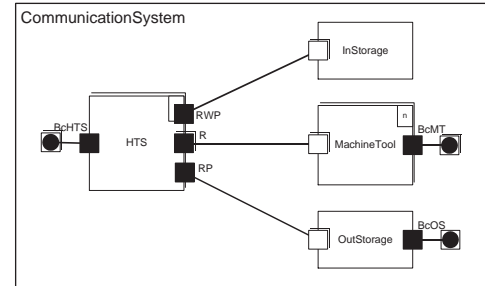 CommunicationSystem
InStorage
RWP
BcHTS
HTS
R
n
MachineTool
BcMT
RP
OutStorage
BcOS